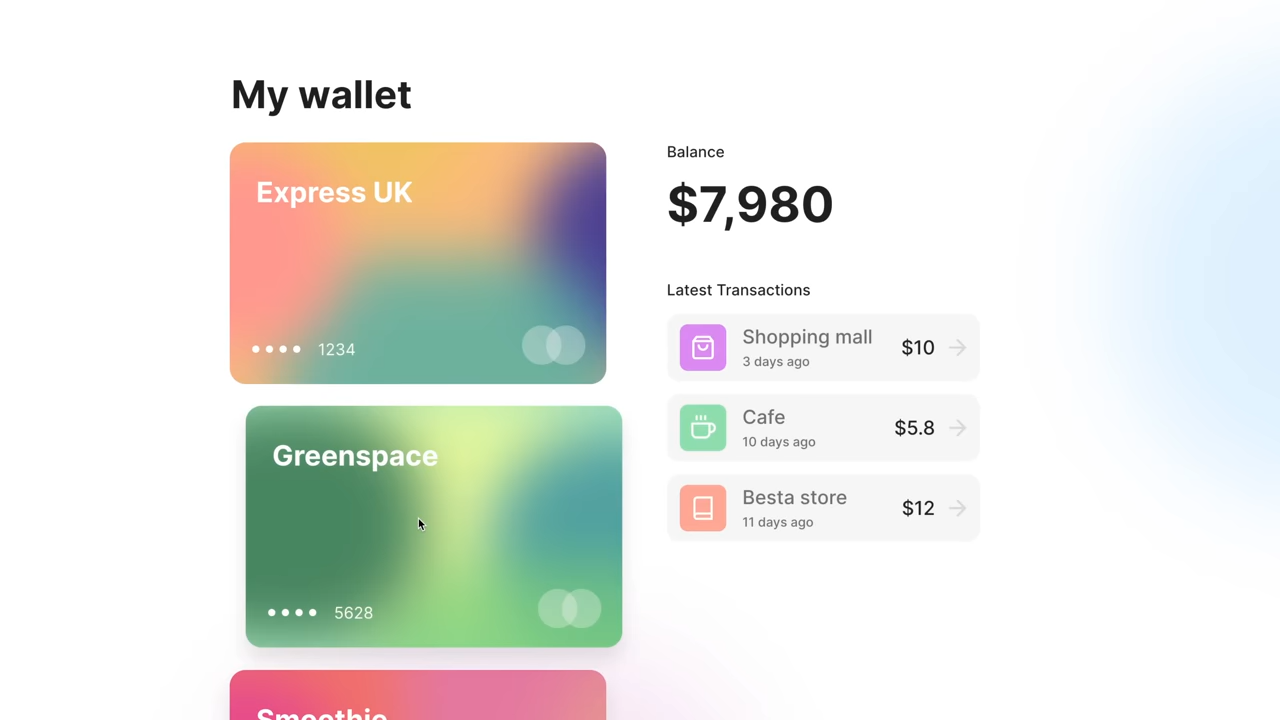 My wallet
Express UK
1234
Greenspace
5628
Smoothie
Balance
$7,980
Latest Transactions
Shopping mall
3 days ago
$10
Cafe
10 days ago
$5.8
Besta store
11 days ago
$12